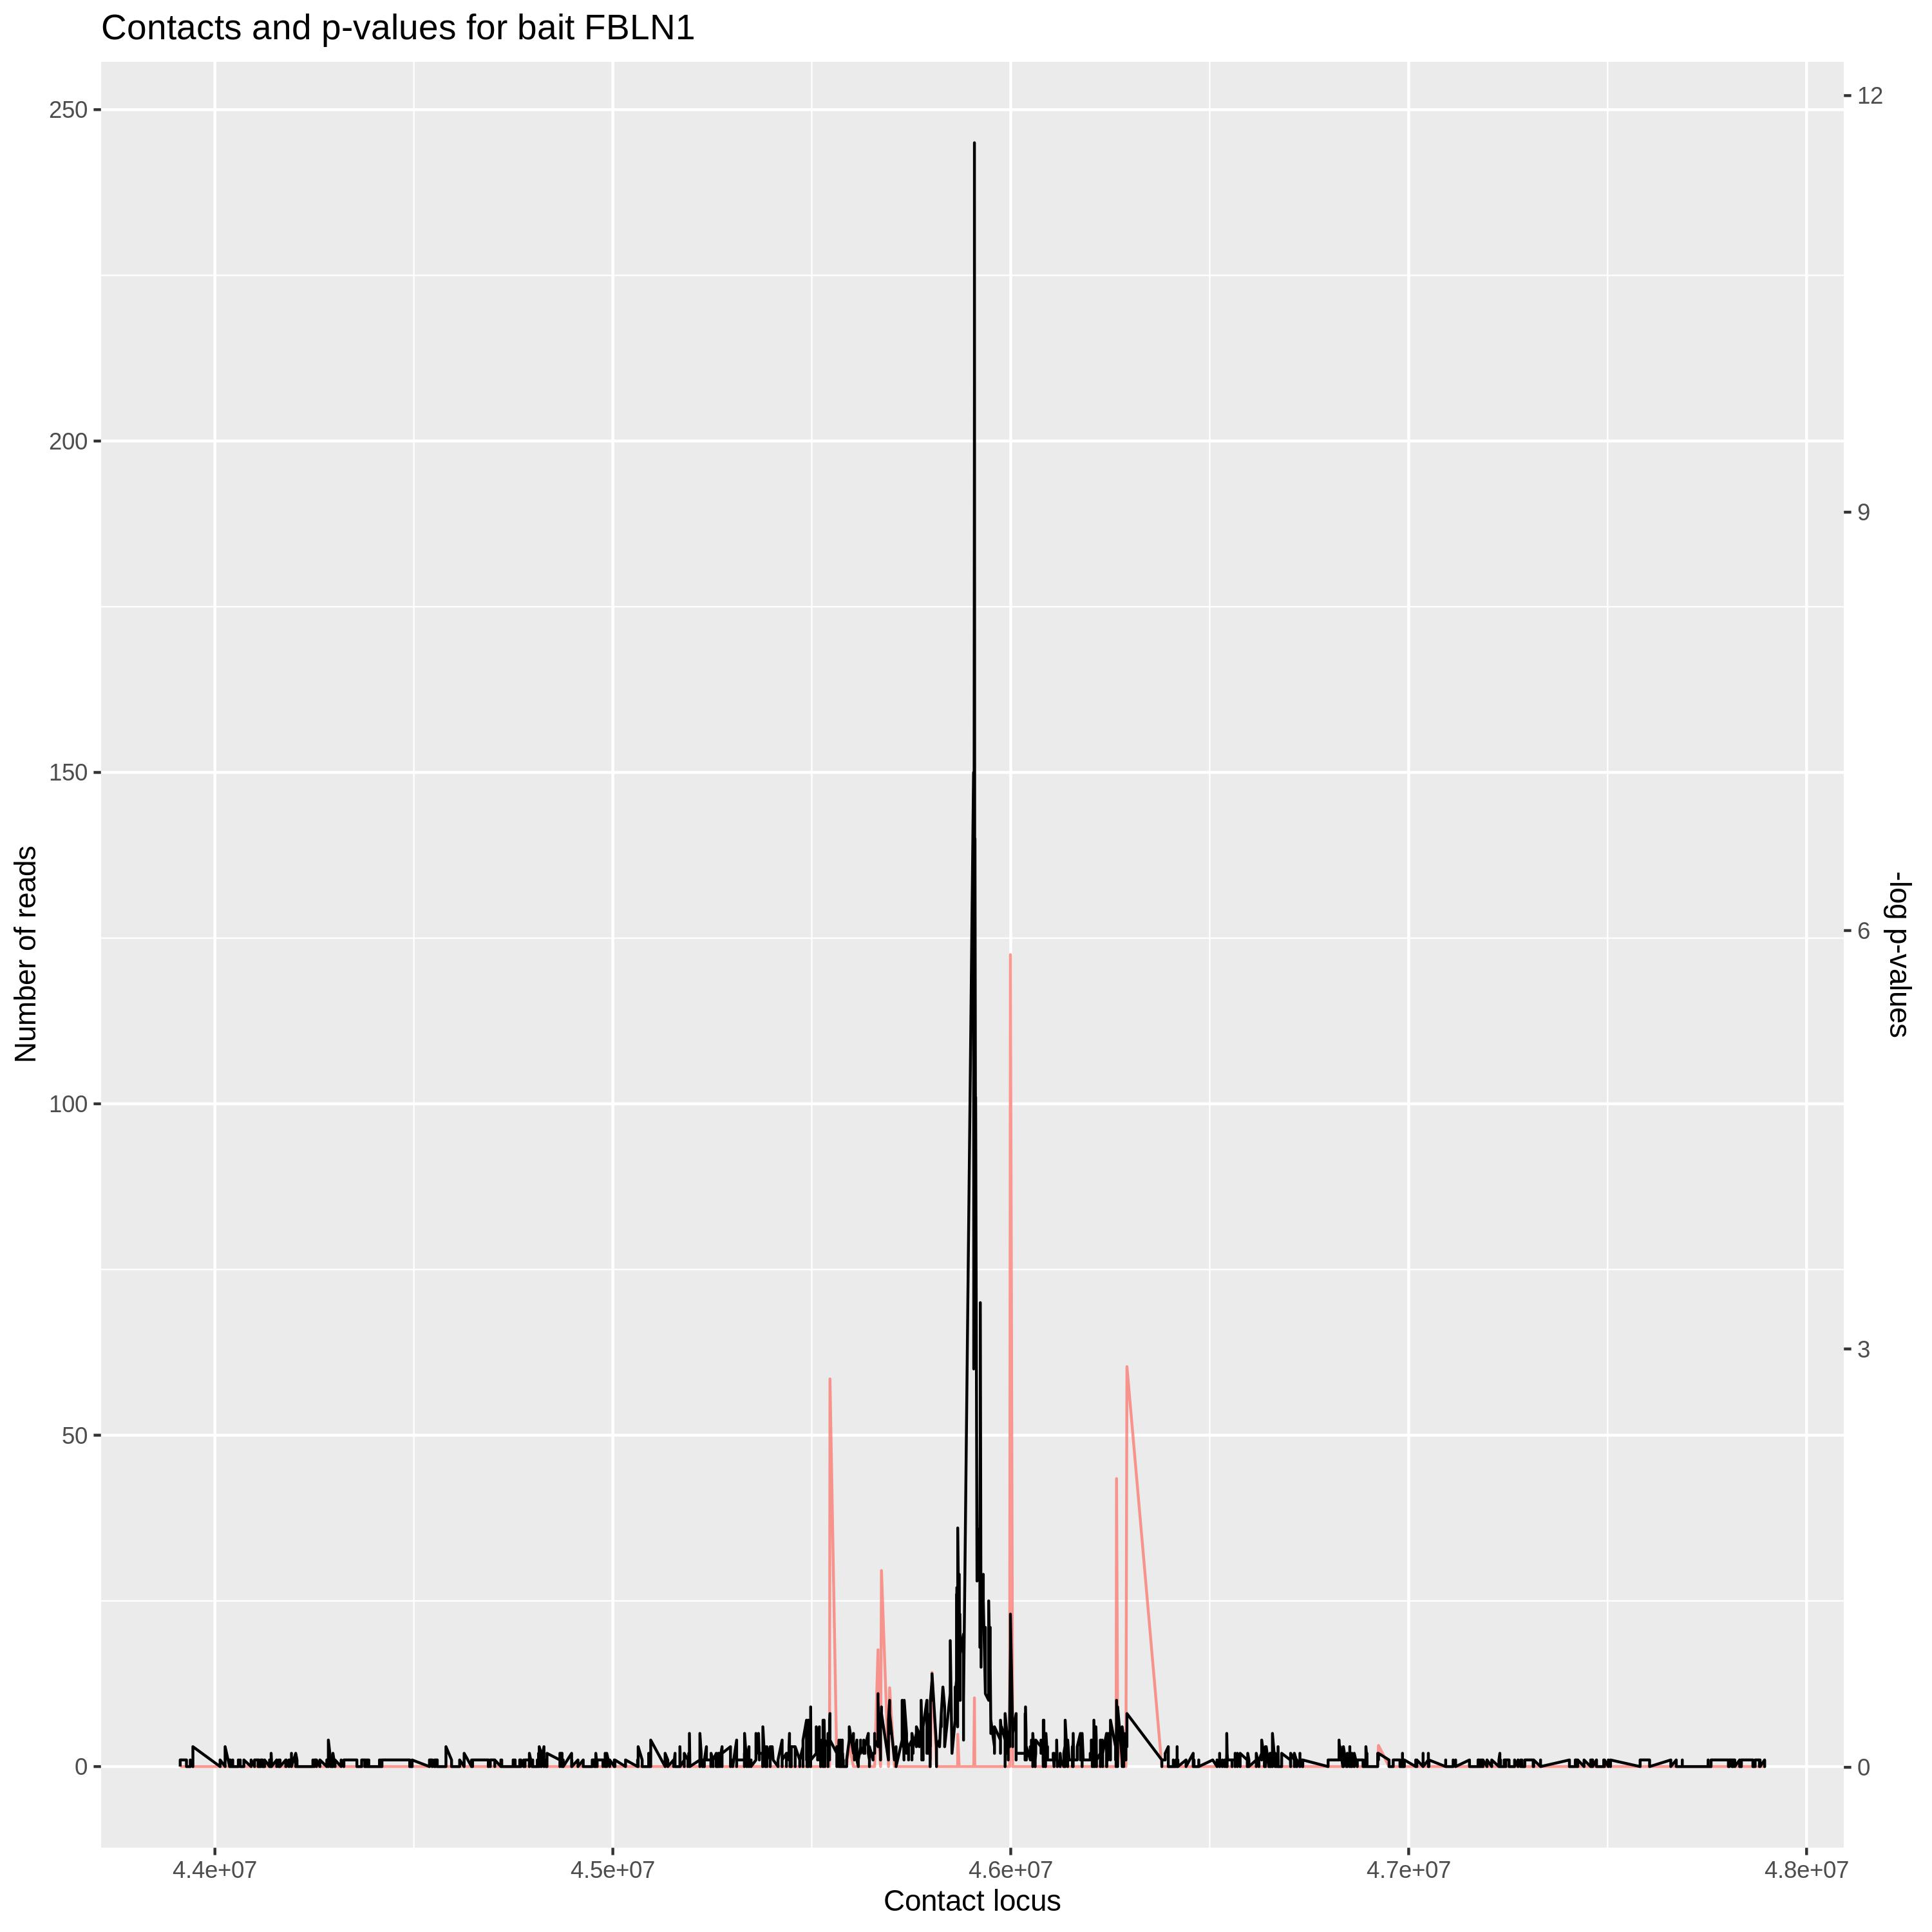 Contacts and p-values for bait FBLN1
250
200
150
100
50
0
Number of reads
12
9
6
3
0
-log p-values
4.4e+07
4.5e+07
4.6e+07
4.7e+07
4.8e+07
Contact locus